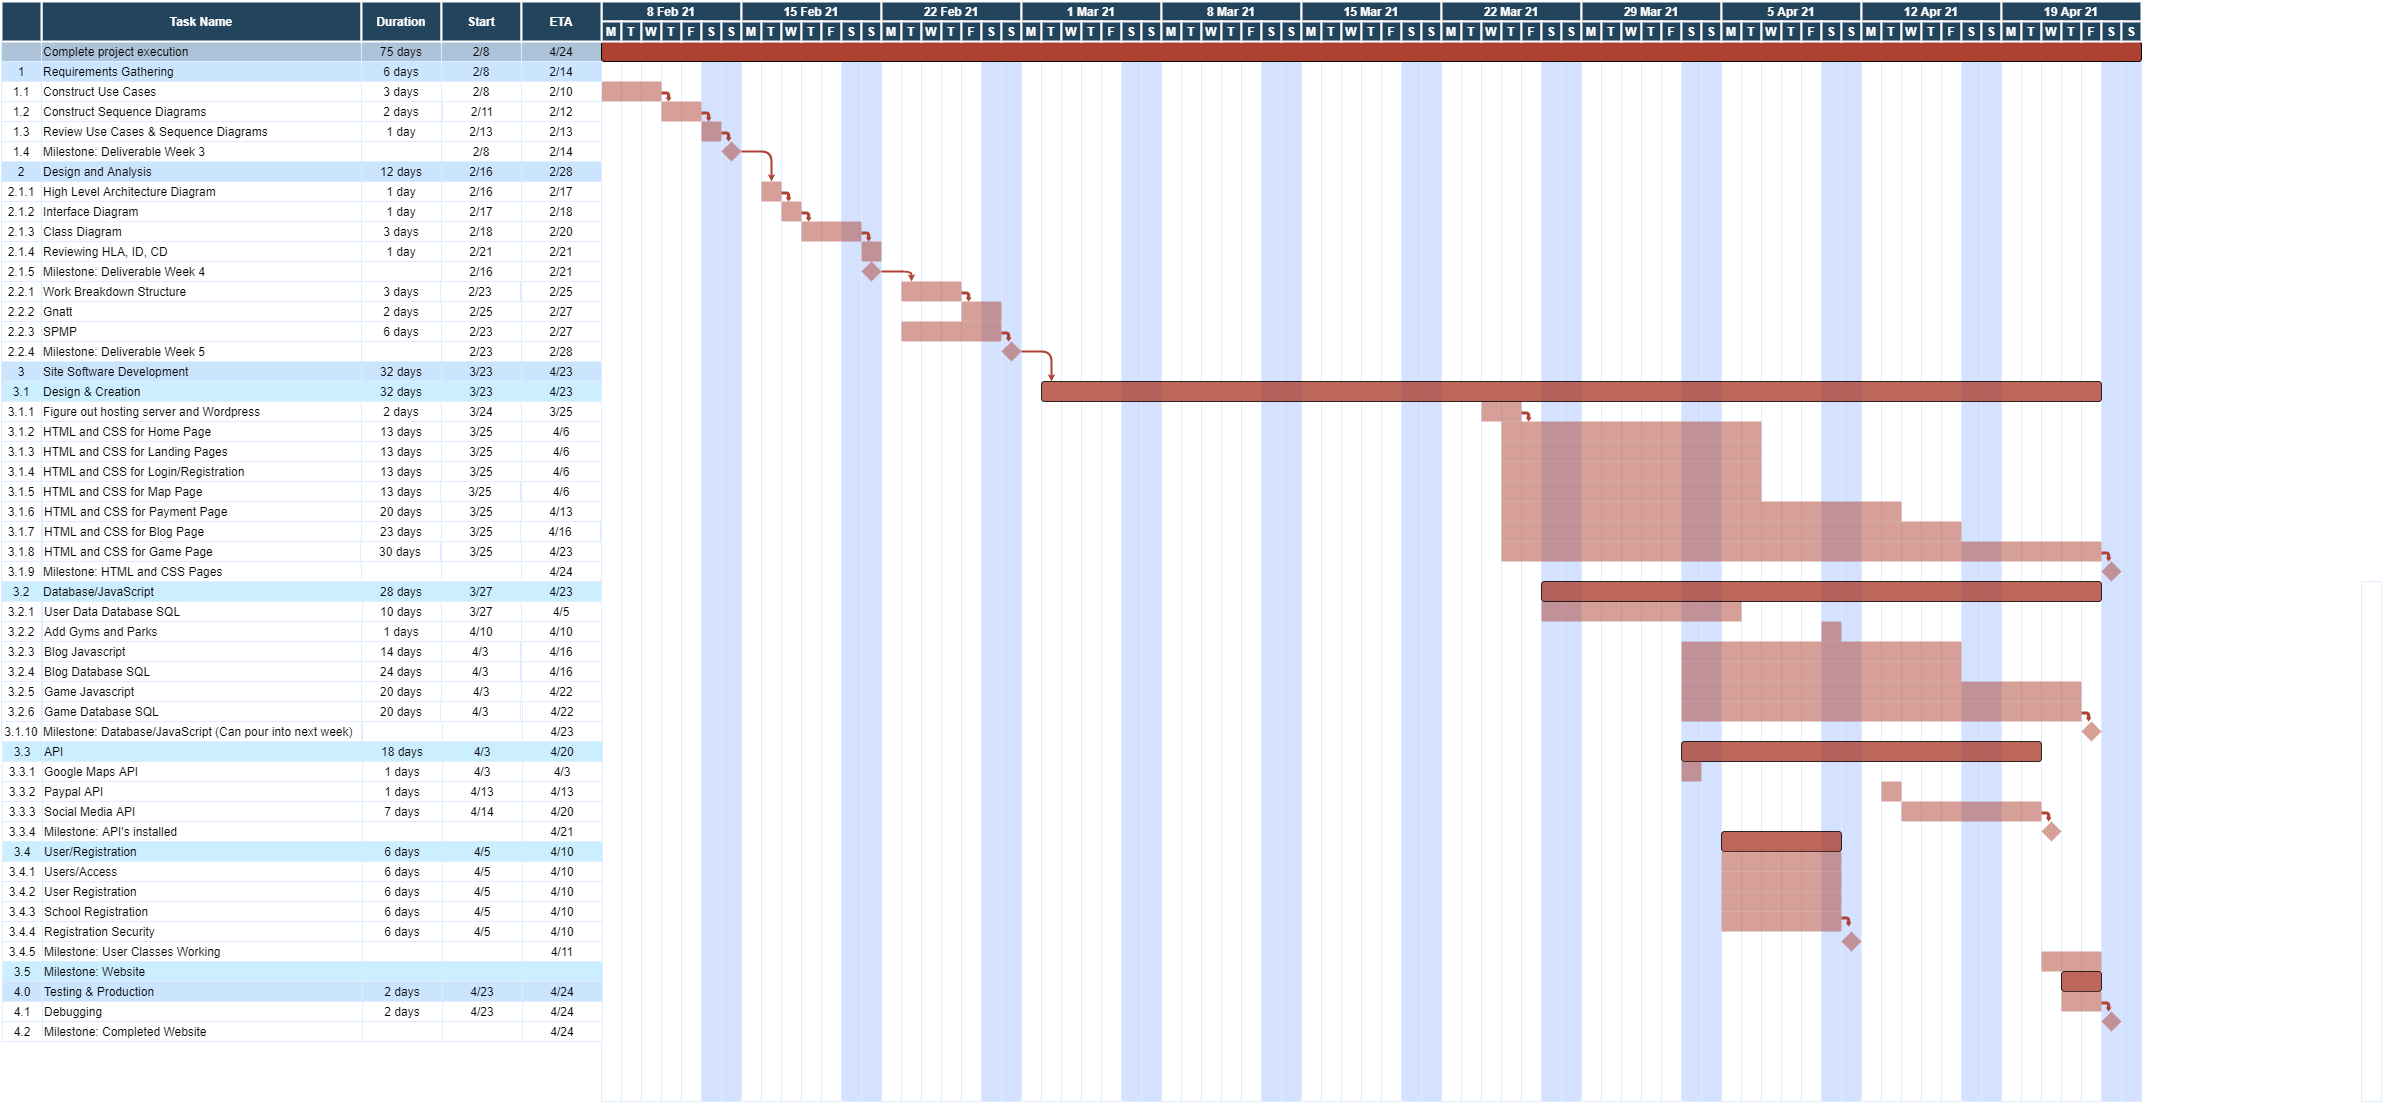 Task Name Duration Start ETA 8 Feb 21 15 Feb 21 22 Feb 21 1 Mar 21 8 Mar 21 15 Mar 21 22 Mar 21 29 Mar 21 5 Apr 21 12 Apr 21 19 Apr 21
M T W T F S S M T W T F S S M T W T F S S M T W T F S S M T W T F S S M T W T F S S M T W T F S S M T W T F S S M T W T F S S M T W T F S S M T W T F S S
Complete project execution 75 days 2/8 4/24
1 Requirements Gathering 6 days 2/8 2/14
1.1 Construct Use Cases 3 days 2/8 2/10
1.2 Construct Sequence Diagrams 2 days 2/11 2/12
1.3 Review Use Cases & Sequence Diagrams 1 day 2/13 2/13
1.4 Milestone: Deliverable Week 3 2/8 2/14
2 Design and Analysis 12 days 2/16 2/28
2.1.1 High Level Architecture Diagram 1 day 2/16 2/17
2.1.2 Interface Diagram 1 day 2/17 2/18
2.1.3 Class Diagram 3 days 2/18 2/20
2.1.4 Reviewing HLA, ID, CD 1 day 2/21 2/21
2.1.5 Milestone: Deliverable Week 4 2/16 2/21
2.2.1 Work Breakdown Structure 3 days 2/23 2/25
2.2.2 Gnatt 2 days 2/25 2/27
2.2.3 SPMP 6 days 2/23 2/27
2.2.4 Milestone: Deliverable Week 5 2/23 2/28
3 Site Software Development 32 days 3/23 4/23
3.1 Design & Creation 32 days 3/23 4/23
3.1.1 Figure out hosting server and Wordpress 2 days 3/24 3/25
3.1.2 HTML and CSS for Home Page 13 days 3/25 4/6
3.1.3 HTML and CSS for Landing Pages 13 days 3/25 4/6
3.1.4 HTML and CSS for Login/Registration 13 days 3/25 4/6
3.1.5 HTML and CSS for Map Page 13 days 3/25 4/6
3.1.6 HTML and CSS for Payment Page 20 days 3/25 4/13
3.1.7 HTML and CSS for Blog Page 23 days 3/25 4/16
3.1.8 HTML and CSS for Game Page 30 days 3/25 4/23
3.1.9 Milestone: HTML and CSS Pages 4/24
3.2 Database/JavaScript 28 days 3/27 4/23
3.2.1 User Data Database SQL 10 days 3/27 4/5
3.2.2 Add Gyms and Parks 1 days 4/10 4/10
3.2.3 Blog Javascript 14 days 4/3 4/16
3.2.4 Blog Database SQL 24 days 4/3 4/16
3.2.5 Game Javascript 20 days 4/3 4/22
3.2.6 Game Database SQL 20 days 4/3 4/22
3.1.10 Milestone: Database/JavaScript (Can pour into next week) 4/23
3.3 API 18 days 4/3 4/20
3.3.1 Google Maps API 1 days 4/3 4/3
3.3.2 Paypal API 1 days 4/13 4/13
3.3.3 Social Media API 7 days 4/14 4/20
3.3.4 Milestone: API's installed 4/21
3.4 User/Registration 6 days 4/5 4/10
3.4.1 Users/Access 6 days 4/5 4/10
3.4.2 User Registration 6 days 4/5 4/10
3.4.3 School Registration 6 days 4/5 4/10
3.4.4 Registration Security 6 days 4/5 4/10
3.4.5 Milestone: User Classes Working 4/11
3.5 Milestone: Website
4.0 Testing & Production 2 days 4/23 4/24
4.1 Debugging 2 days 4/23 4/24
4.2 Milestone: Completed Website 4/24